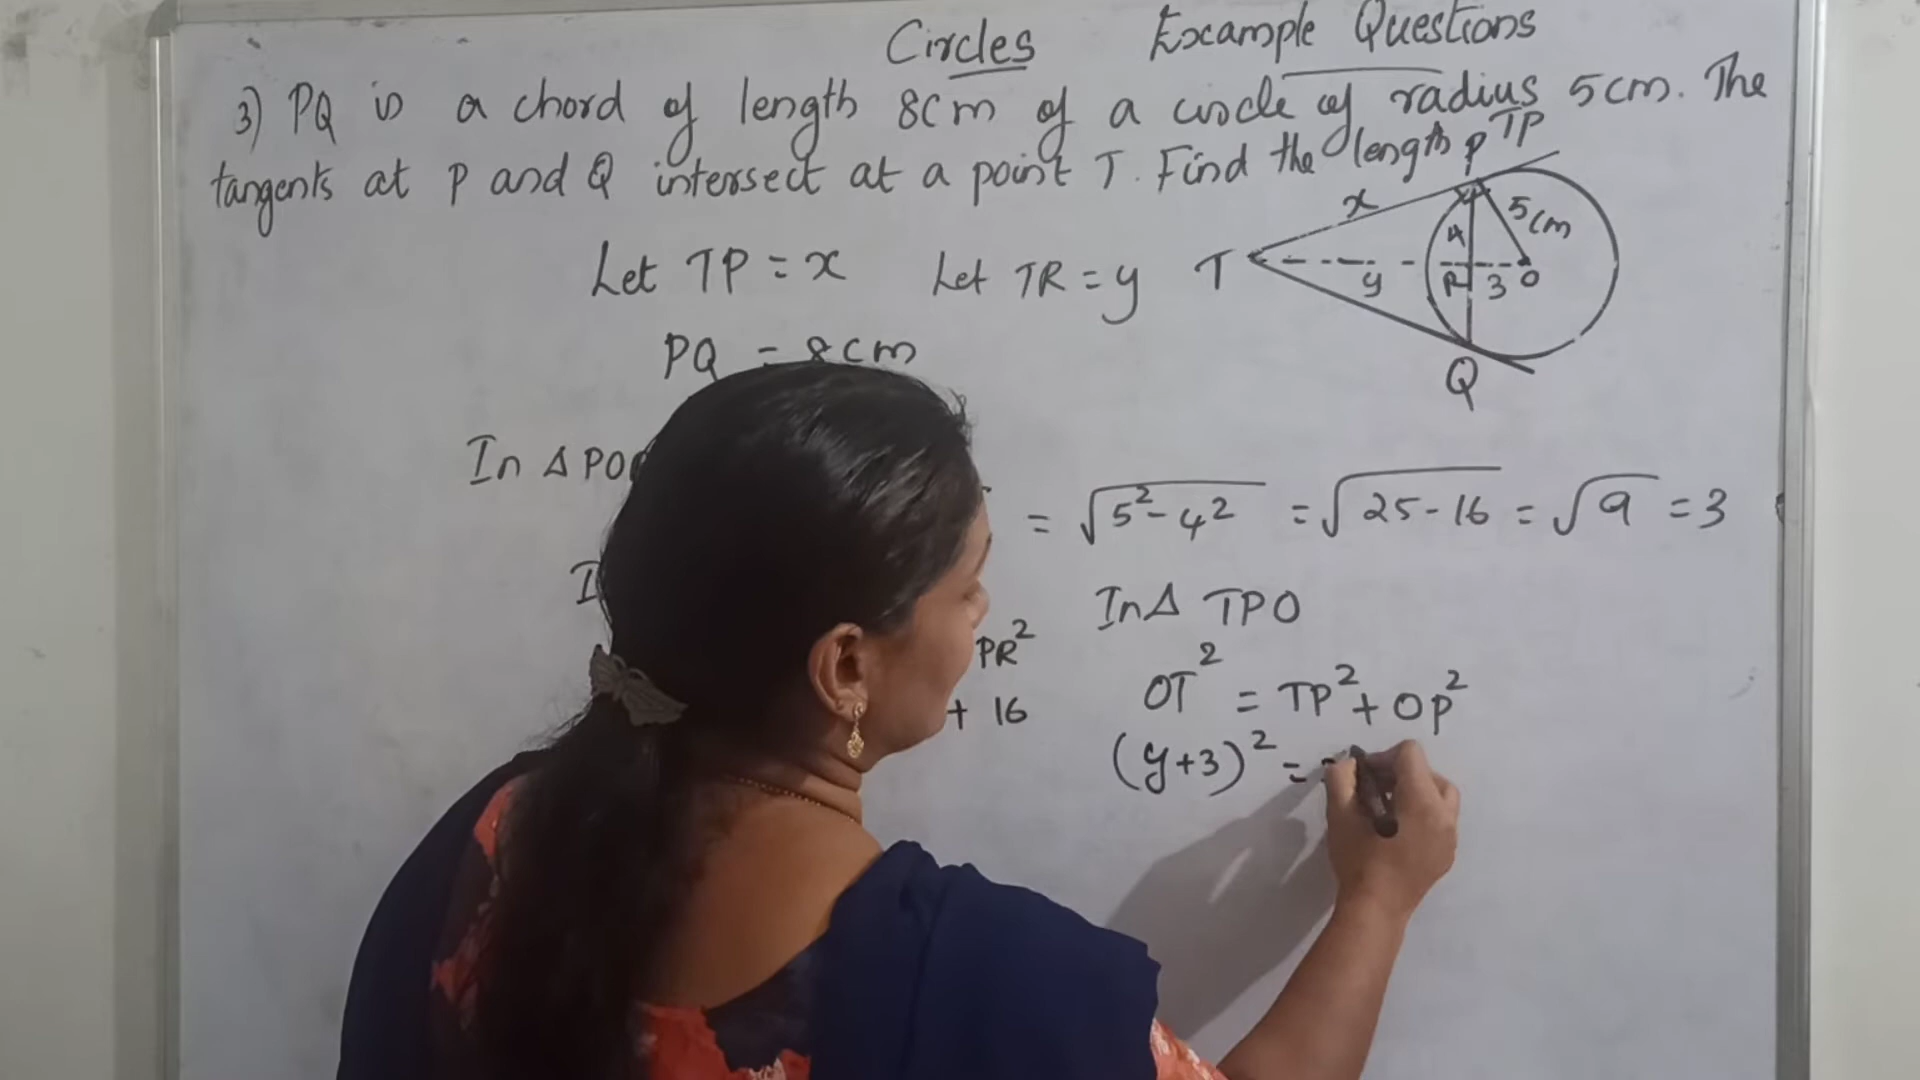 Circles Example Questions
3) PQ is a chord of length 8cm of a circle of radius 5cm. The
tangents at P and Q intersect at a point T. Find the length TP
P
x
5cm
4
T
y
R
3
O
Q
Let TP = x Let TR = y
PQ = 8cm
In Δ PO
= √5²-4² = √25-16 = √9 = 3
PR²
+ 16
In Δ TPO
OT² = TP² + OP²
(y+3)² =